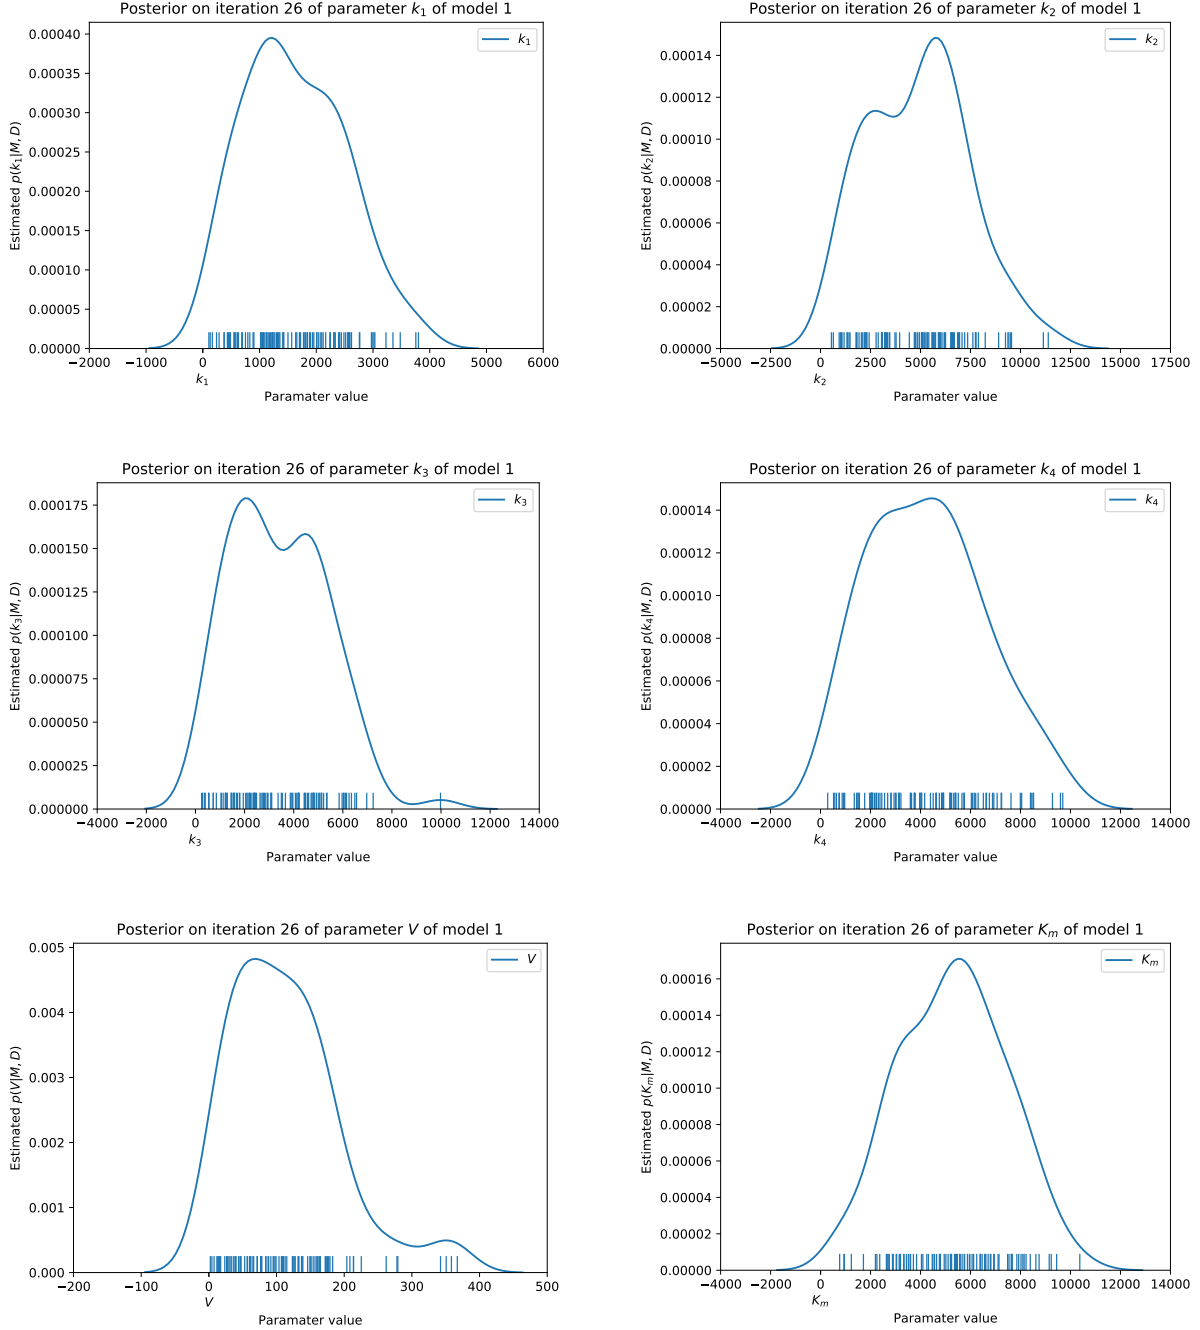 Posterior on iteration 26 of parameter k₁ of model 1
k₁
0.00040
0.00035
0.00030
0.00025
0.00020
0.00015
0.00010
0.00005
0.00000
Estimated p(k₁|M, D)
−2000 −1000 0 1000 2000 3000 4000 5000 6000
k₁
Paramater value
Posterior on iteration 26 of parameter k₂ of model 1
k₂
0.00014
0.00012
0.00010
0.00008
0.00006
0.00004
0.00002
0.00000
Estimated p(k₂|M, D)
−5000 −2500 0 2500 5000 7500 10000 12500 15000 17500
k₂
Paramater value
Posterior on iteration 26 of parameter k₃ of model 1
k₃
0.000175
0.000150
0.000125
0.000100
0.000075
0.000050
0.000025
0.000000
Estimated p(k₃|M, D)
−4000 −2000 0 2000 4000 6000 8000 10000 12000 14000
k₃
Paramater value
Posterior on iteration 26 of parameter k₄ of model 1
k₄
0.00014
0.00012
0.00010
0.00008
0.00006
0.00004
0.00002
0.00000
Estimated p(k₄|M, D)
−4000 −2000 0 2000 4000 6000 8000 10000 12000 14000
k₄
Paramater value
Posterior on iteration 26 of parameter V of model 1
V
0.005
0.004
0.003
0.002
0.001
0.000
Estimated p(V|M, D)
−200 −100 0 100 200 300 400 500
V
Paramater value
Posterior on iteration 26 of parameter Kₘ of model 1
Kₘ
0.00016
0.00014
0.00012
0.00010
0.00008
0.00006
0.00004
0.00002
0.00000
Estimated p(Kₘ|M, D)
−4000 −2000 0 2000 4000 6000 8000 10000 12000 14000
Kₘ
Paramater value